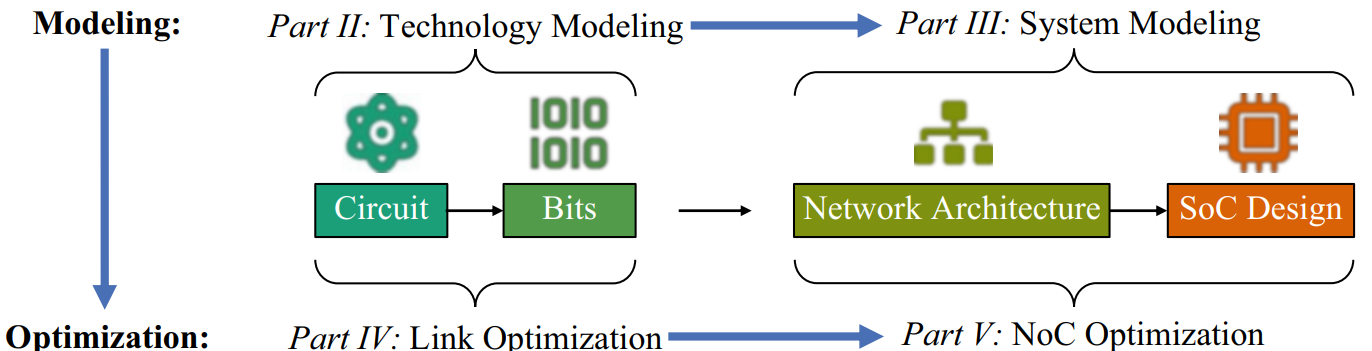 Modeling: Part II: Technology Modeling Part III: System Modeling
1010
1010
Circuit Bits Network Architecture SoC Design
Optimization: Part IV: Link Optimization Part V: NoC Optimization